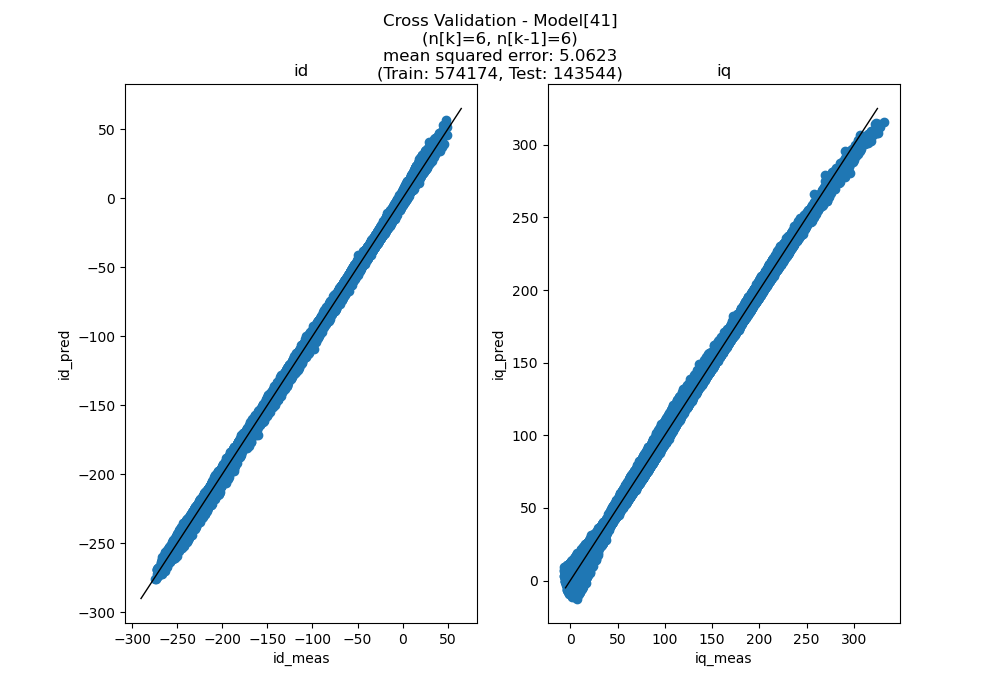 Cross Validation - Model[41]
(n[k]=6, n[k-1]=6)
mean squared error: 5.0623
(Train: 574174, Test: 143544)
id
iq
50
0
−50
−100
−150
−200
−250
−300
id_pred
−300 −250 −200 −150 −100 −50 0 50
id_meas
300
250
200
150
100
50
0
iq_pred
0 50 100 150 200 250 300
iq_meas